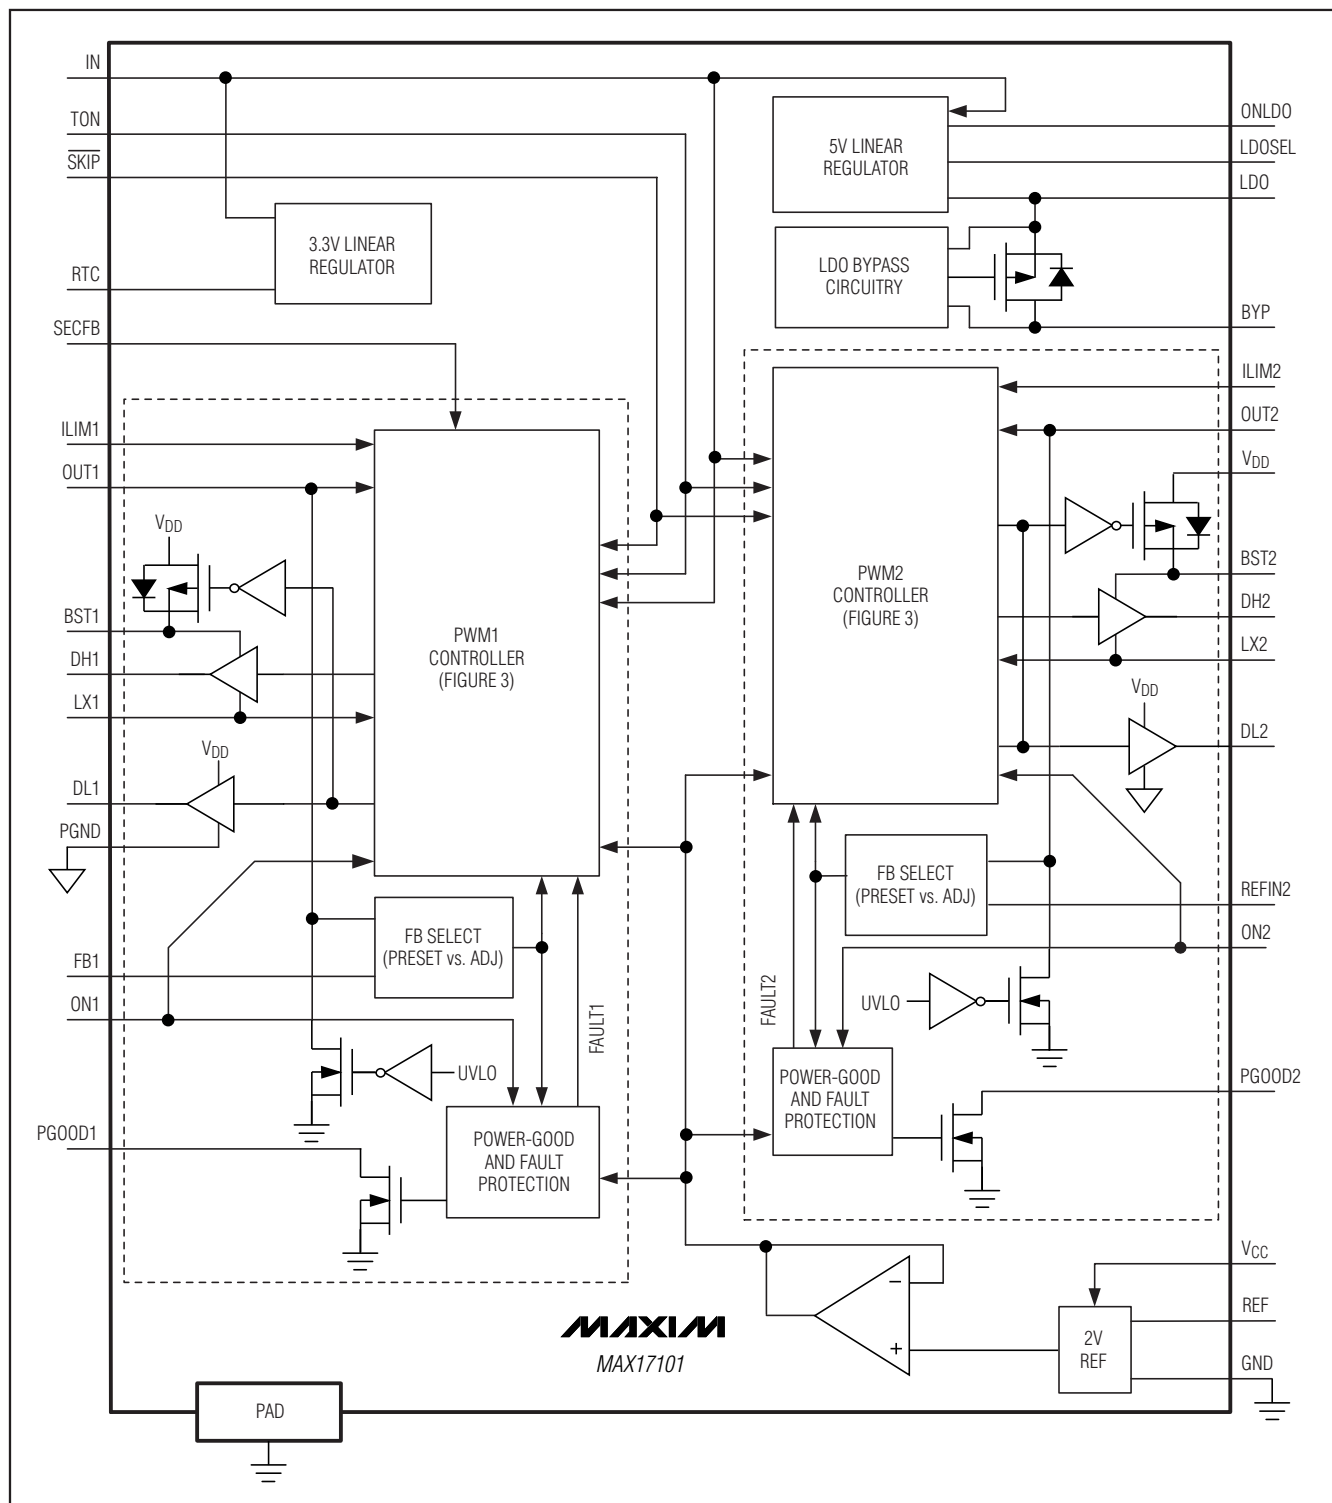 IN
TON
SKIP
RTC
SECFB
ILIM1
OUT1
VDD
BST1
DH1
LX1
VDD
DL1
PGND
FB1
ON1
PGOOD1
3.3V LINEAR
REGULATOR
PWM1
CONTROLLER
(FIGURE 3)
FB SELECT
(PRESET vs. ADJ)
FAULT1
UVLO
POWER-GOOD
AND FAULT
PROTECTION
5V LINEAR
REGULATOR
LDO BYPASS
CIRCUITRY
ONLDO
LDOSEL
LDO
BYP
PWM2
CONTROLLER
(FIGURE 3)
ILIM2
OUT2
VDD
BST2
DH2
LX2
VDD
DL2
FB SELECT
(PRESET vs. ADJ)
REFIN2
ON2
FAULT2
UVLO
POWER-GOOD
AND FAULT
PROTECTION
PGOOD2
VCC
REF
GND
2V
REF
–
+
MAXIM
MAX17101
PAD